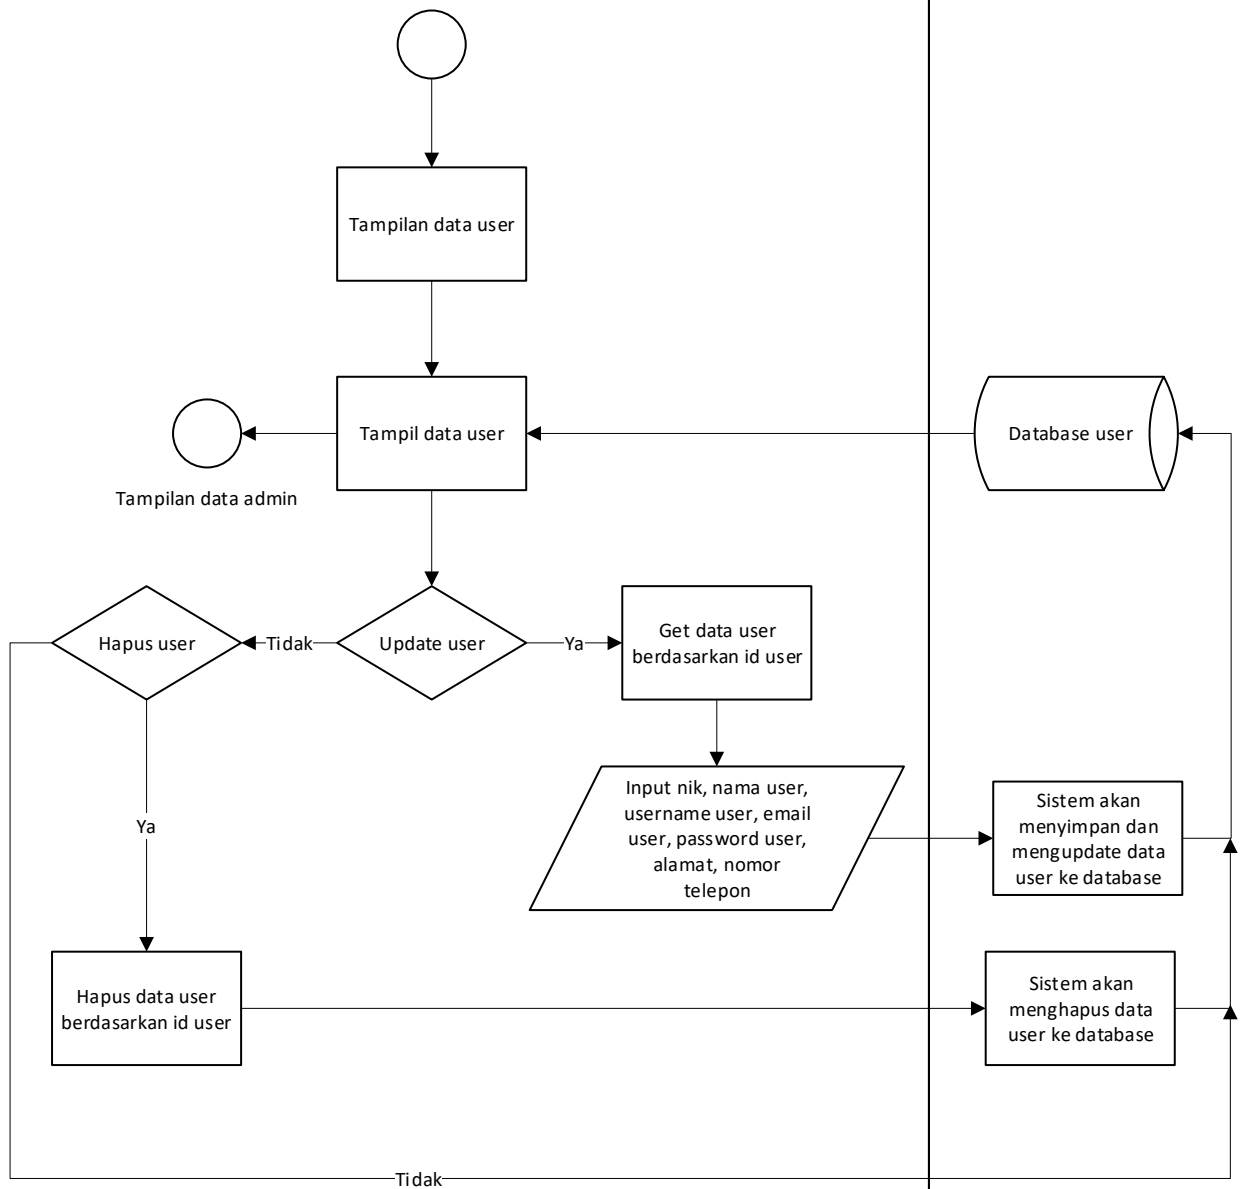 Tampilan data user
Tampil data user
Database user
Tampilan data admin
Hapus user
Tidak
Update user
Ya
Get data user
berdasarkan id user
Input nik, nama user,
username user, email
user, password user,
alamat, nomor
telepon
Sistem akan
menyimpan dan
mengupdate data
user ke database
Ya
Hapus data user
berdasarkan id user
Sistem akan
menghapus data
user ke database
Tidak